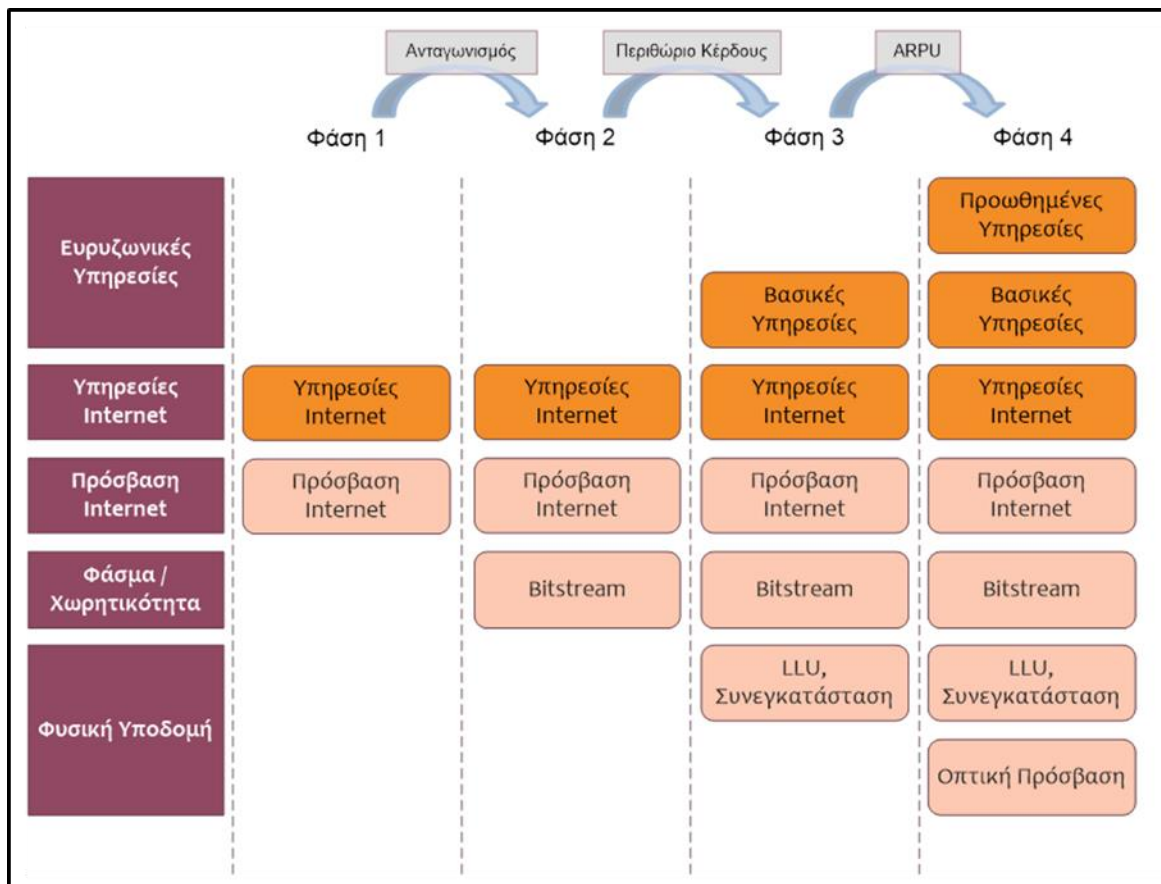 Ανταγωνισμός
Περιθώριο Κέρδους
ARPU
Φάση 1
Φάση 2
Φάση 3
Φάση 4
Ευρυζωνικές
Υπηρεσίες
Προωθημένες
Υπηρεσίες
Βασικές
Υπηρεσίες
Βασικές
Υπηρεσίες
Υπηρεσίες
Internet
Υπηρεσίες
Internet
Υπηρεσίες
Internet
Υπηρεσίες
Internet
Υπηρεσίες
Internet
Πρόσβαση
Internet
Πρόσβαση
Internet
Πρόσβαση
Internet
Πρόσβαση
Internet
Πρόσβαση
Internet
Φάσμα /
Χωρητικότητα
Bitstream
Bitstream
Bitstream
Φυσική Υποδομή
LLU,
Συνεγκατάσταση
LLU,
Συνεγκατάσταση
Οπτική Πρόσβαση